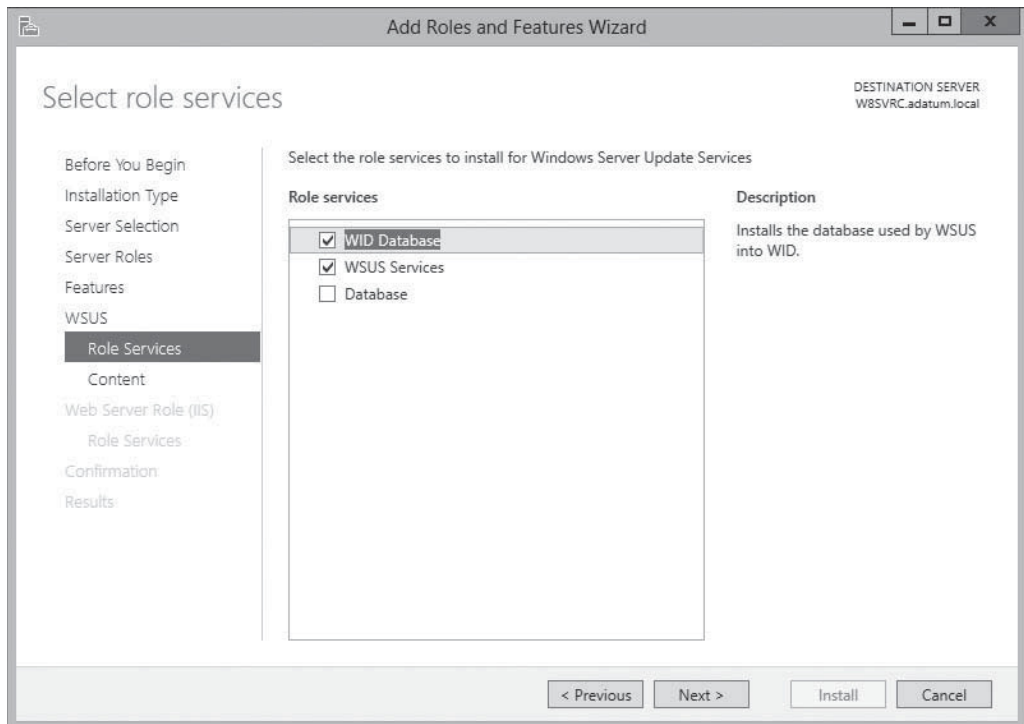 Add Roles and Features Wizard
Select role services
DESTINATION SERVER
W8SVRC.adatum.local
Before You Begin
Installation Type
Server Selection
Server Roles
Features
WSUS
Role Services
Content
Web Server Role (IIS)
Role Services
Confirmation
Results
Select the role services to install for Windows Server Update Services
Role services
WID Database
WSUS Services
Database
Description
Installs the database used by WSUS
into WID.
< Previous
Next >
Install
Cancel